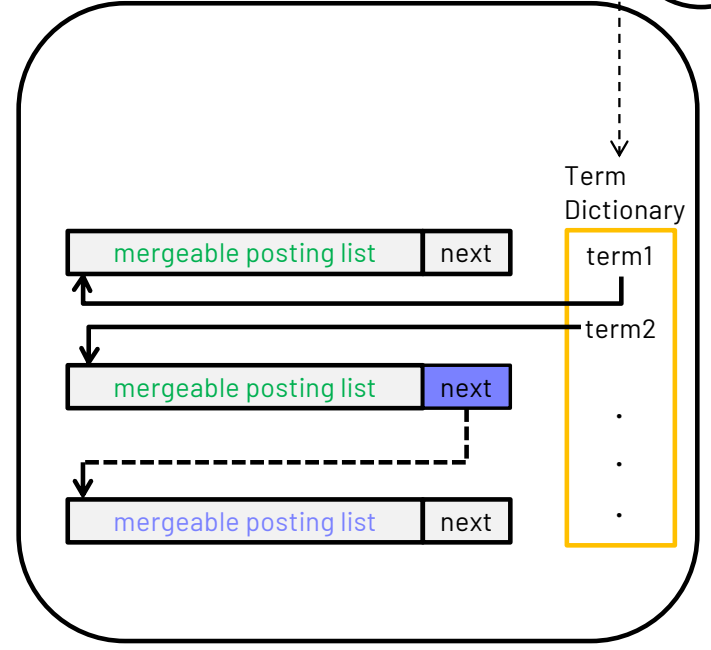 Term
Dictionary
mergeable posting list next
term1
term2
mergeable posting list next
.
.
mergeable posting list next
.